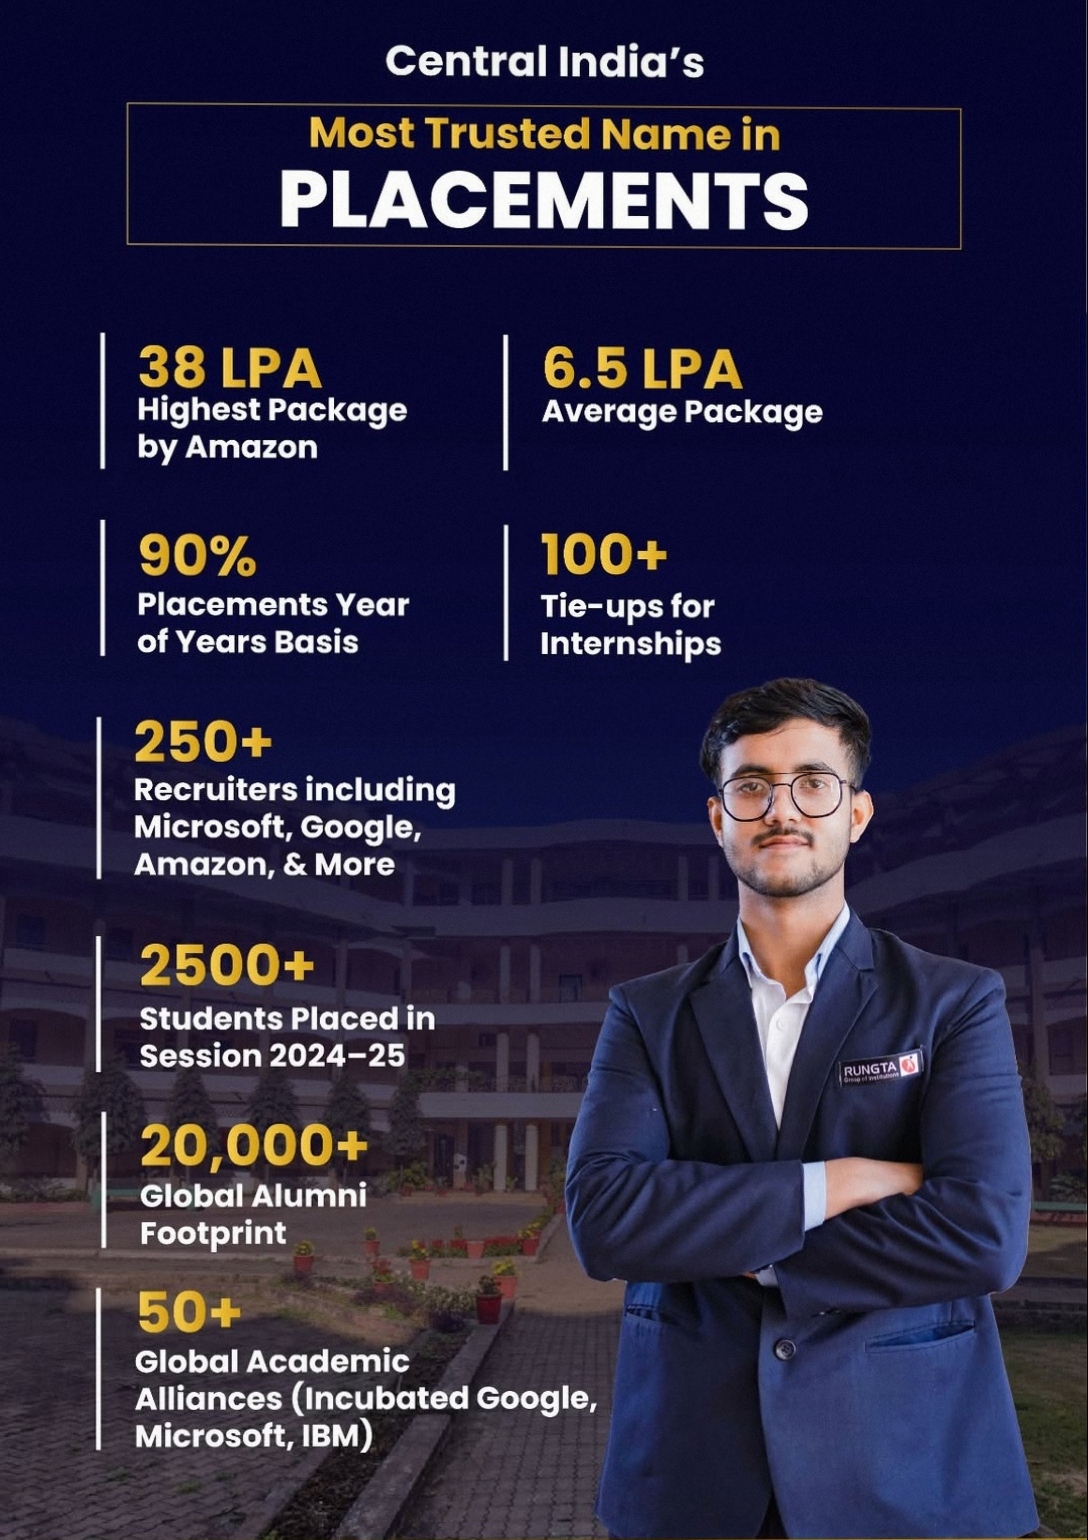 Central India's
Most Trusted Name in
PLACEMENTS
38 LPA
Highest Package
by Amazon
6.5 LPA
Average Package
90%
Placements Year
of Years Basis
100+
Tie-ups for
Internships
250+
Recruiters including
Microsoft, Google,
Amazon, & More
2500+
Students Placed in
Session 2024–25
20,000+
Global Alumni
Footprint
50+
Global Academic
Alliances (Incubated Google,
Microsoft, IBM)
RUNGTA
Group of Institutions